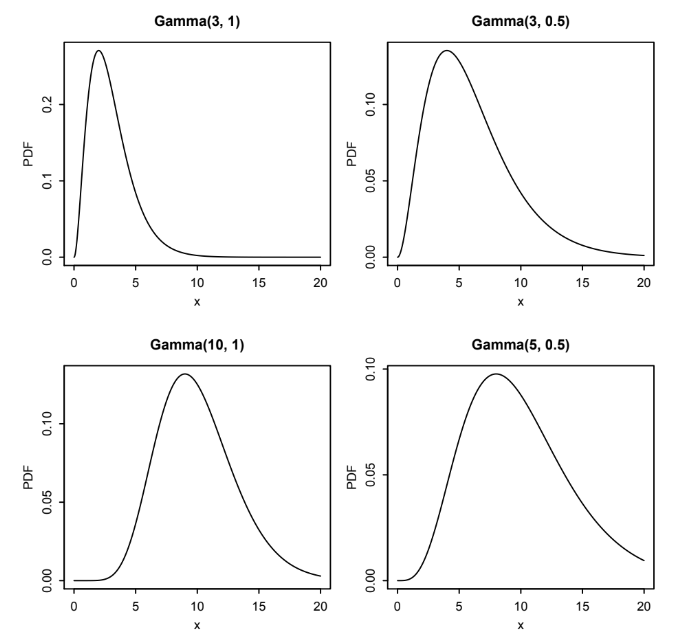 Gamma(3, 1)
PDF
0.2
0.1
0.0
0 5 10 15 20
x
Gamma(3, 0.5)
PDF
0.10
0.05
0.00
0 5 10 15 20
x
Gamma(10, 1)
PDF
0.10
0.05
0.00
0 5 10 15 20
x
Gamma(5, 0.5)
PDF
0.10
0.05
0.00
0 5 10 15 20
x